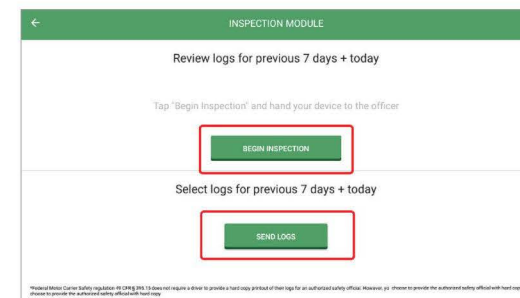 INSPECTION MODULE
Review logs for previous 7 days + today
Tap "Begin Inspection" and hand your device to the officer
BEGIN INSPECTION
Select logs for previous 7 days + today
SEND LOGS
*Federal Motor Carrier Safety regulation 49 CFR § 395.15 does not require a driver to provide a hard copy printout of their logs for an authorized safety official. However, yo choose to provide the authorized safety official with hard copy
choose to provide the authorized safety official with hard copy